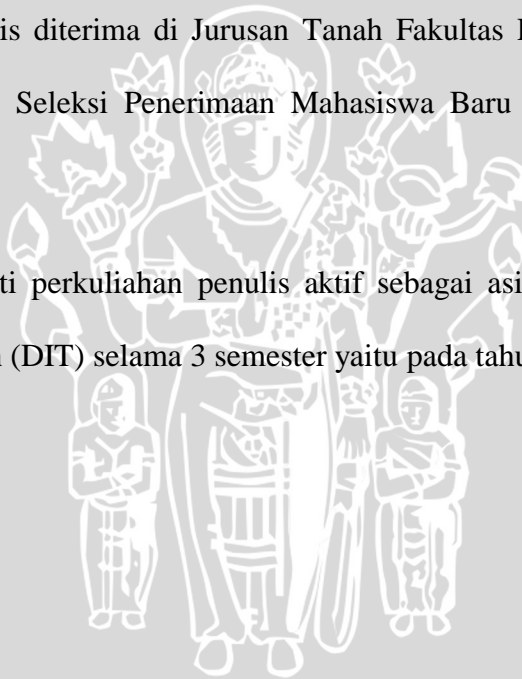 is diterima di Jurusan Tanah Fakultas
Seleksi Penerimaan Mahasiswa Baru
ti perkuliahan penulis aktif sebagai asi
(DIT) selama 3 semester yaitu pada tahu